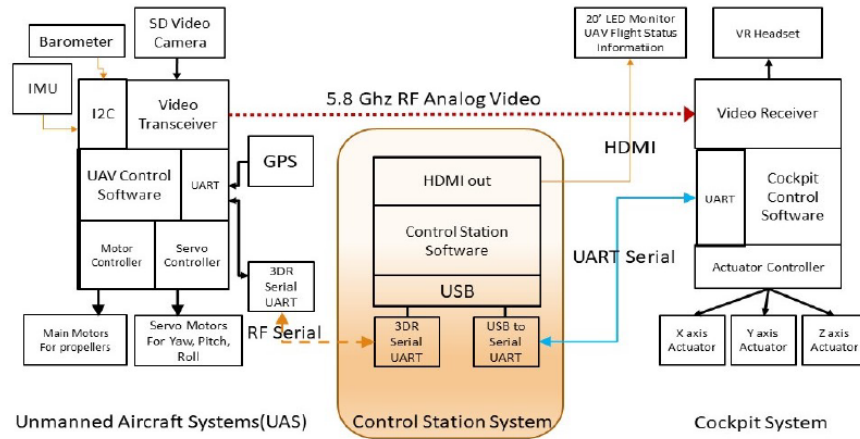 Barometer
SD Video
Camera
20' LED Monitor
UAV Flight Status
Information
VR Headset
IMU
I2C
Video
Transceiver
5.8 Ghz RF Analog Video
Video Receiver
HDMI
UAV Control
Software
UART
GPS
HDMI out
UART
Cockpit
Control
Software
Control Station
Software
Motor
Controller
Servo
Controller
3DR
Serial
UART
USB
UART Serial
Actuator Controller
Main Motors
For propellers
Servo Motors
For Yaw, Pitch,
Roll
RF Serial
3DR
Serial
UART
USB to
Serial
UART
X axis
Actuator
Y axis
Actuator
Z axis
Actuator
Unmanned Aircraft Systems(UAS)
Control Station System
Cockpit System